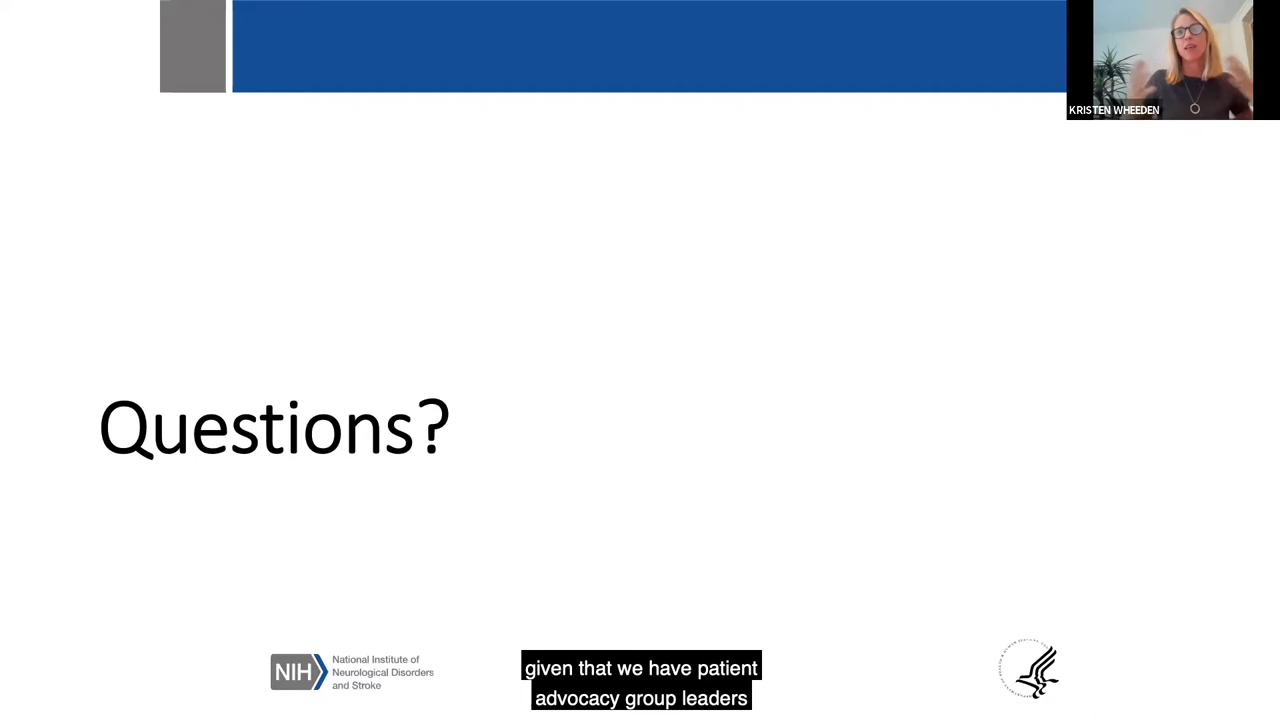 KRISTEN WHEEDEN
Questions?
NIH
National Institute of
Neurological Disorders
and Stroke
given that we have patient
advocacy group leaders